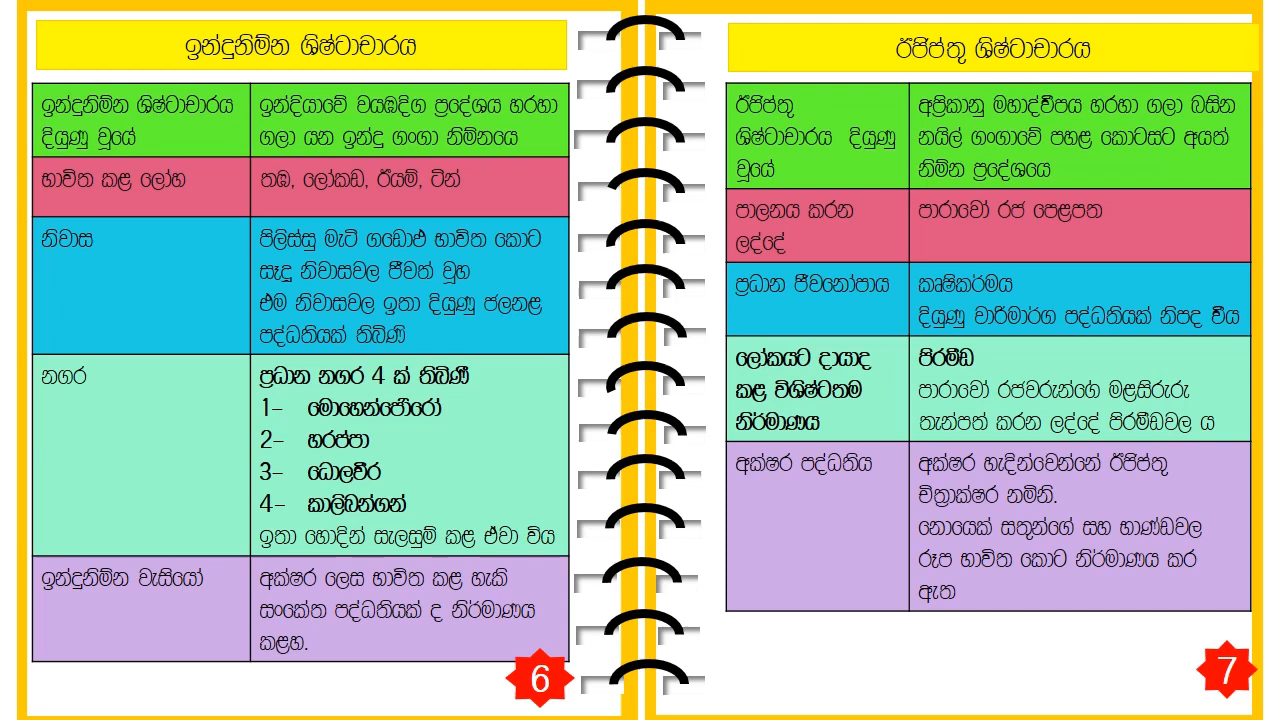 ඉන්දුනිම්න ශිෂ්ටාචාරය
ඉන්දුනිම්න ශිෂ්ටාචාරය
දියුණු වූයේ
ඉන්දියාවේ වයඹදිග ප්‍රදේශය හරහා
ගලා යන ඉන්දු ගංගා නිම්නයෙ
භාවිත කළ ලෝහ
තඹ, ලෝකඩ, ඊයම්, ටින්
නිවාස
පිලිස්සු මැටි ගඩොළු භාවිත කොට
සෑදු නිවාසවල ජීවත් වූහ
එම නිවාසවල ඉතා දියුණු ජලනළ
පද්ධතියක් තිබිණි
නගර
ප්‍රධාන නගර 4 ක් තිබිණී
1– මොහෙන්ජෝරෝ
2– හරප්පා
3– ධොලවීර
4– කාලිබන්ගන්
ඉතා හොදින් සැලසුම් කළ ඒවා විය
ඉන්දුනිම්න වැසියෝ
අක්ෂර ලෙස භාවිත කළ හැකි
සංකේත පද්ධතියක් ද නිර්මාණය
කළහ.
6
ඊජිප්තු ශිෂ්ටාචාරය
ඊජිප්තු
ශිෂ්ටාචාරය දියුණු
වූයේ
අප්‍රිකානු මහාද්වීපය හරහා ගලා බසින
නයිල් ගංගාවේ පහළ කොටසට අයත්
නිම්න ප්‍රදේශයෙ
පාලනය කරන
ලද්දේ
පාරාවෝ රජ පෙළපත
ප්‍රධාන ජීවනෝපාය
කෘෂිකර්මය
දියුණු වාරිමාර්ග පද්ධතියක් නිපද වීය
ලෝකයට දායාද
කළ විශිෂ්ටතම
නිර්මාණය
පිරමීඩ
පාරාවෝ රජවරුන්ගේ මළසිරුරු
තැන්පත් කරන ලද්දේ පිරමීඩවල ය
අක්ෂර පද්ධතිය
අක්ෂර හැදින්වෙන්නේ ඊජිප්තු
චිත්‍රාක්ෂර නමිනි.
නොයෙක් සතුන්ගේ සහ භාණ්ඩවල
රූප භාවිත කොට නිර්මාණය කර
ඇත
7